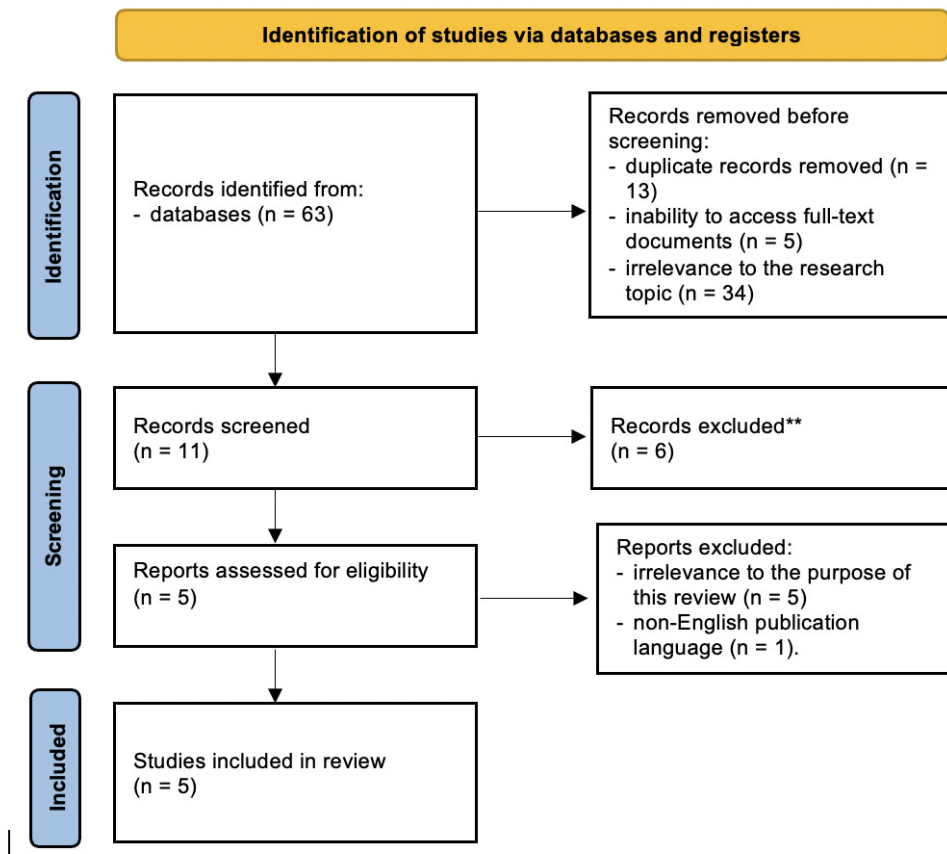 Identification of studies via databases and registers
Identification
Records identified from:
- databases (n = 63)
Records removed before
screening:
- duplicate records removed (n =
13)
- inability to access full-text
documents (n = 5)
- irrelevance to the research
topic (n = 34)
Screening
Records screened
(n = 11)
Records excluded**
(n = 6)
Reports assessed for eligibility
(n = 5)
Reports excluded:
- irrelevance to the purpose of
this review (n = 5)
- non-English publication
language (n = 1).
Included
Studies included in review
(n = 5)